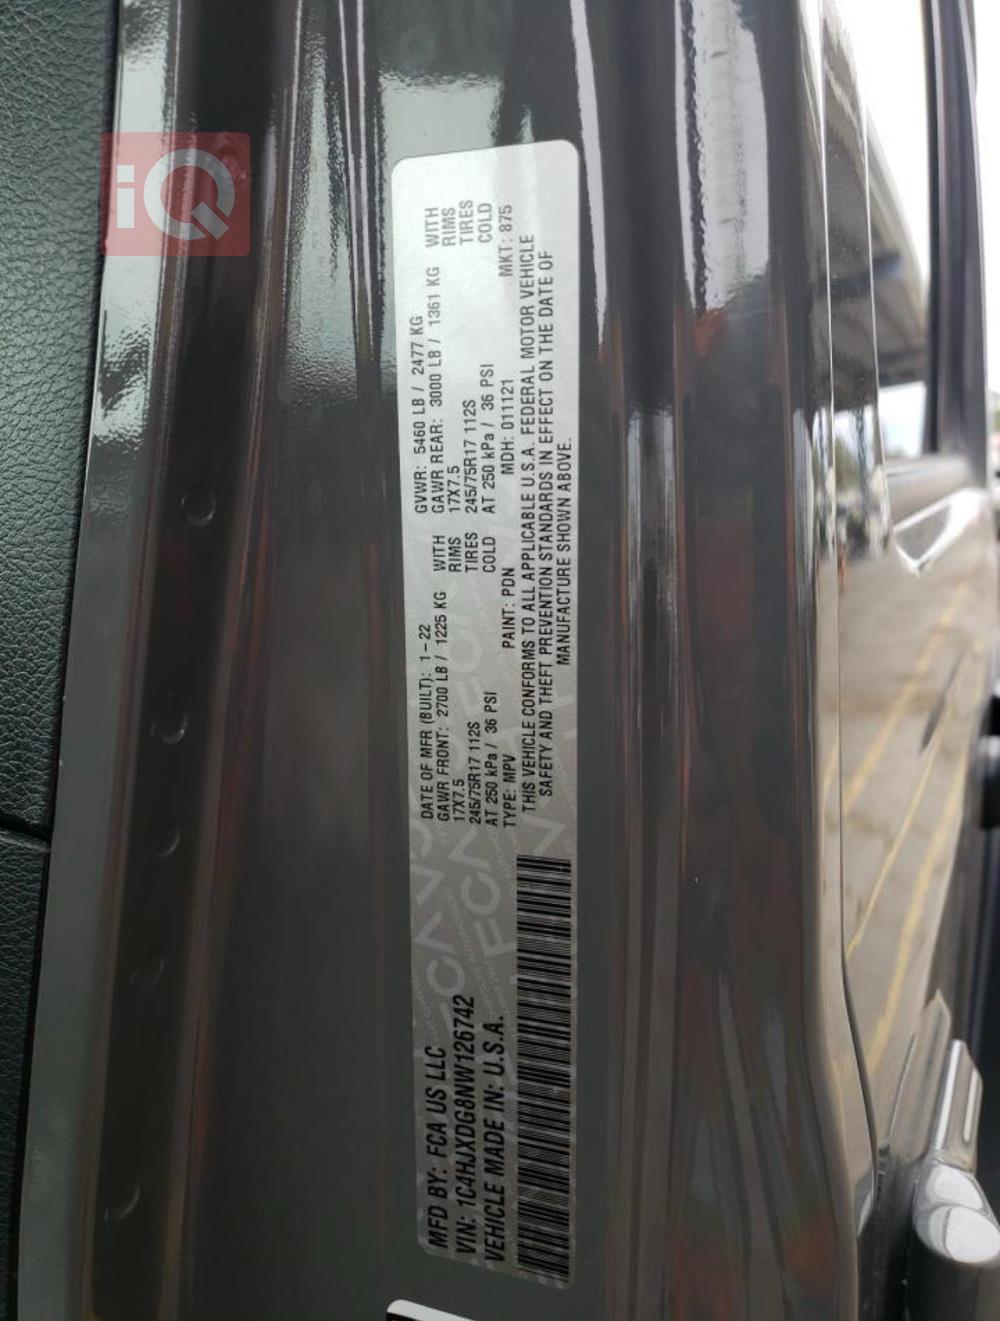 iQ
MFD BY: FCA US LLC
DATE OF MFR (BUILT): 1-22
GVWR: 5460 LB / 2477 KG
GAWR FRONT: 2700 LB / 1225 KG WITH
GAWR REAR: 3000 LB / 1361 KG WITH
17X7.5 RIMS
17X7.5 RIMS
245/75R17 112S TIRES
245/75R17 112S TIRES
AT 250 kPa / 36 PSI COLD
AT 250 kPa / 36 PSI COLD
VIN: 1C4HJXDG8NW126742
VEHICLE MADE IN: U.S.A.
TYPE: MPV PAINT: PDN MDH: 011121 MKT: 875
THIS VEHICLE CONFORMS TO ALL APPLICABLE U.S.A. FEDERAL MOTOR VEHICLE
SAFETY AND THEFT PREVENTION STANDARDS IN EFFECT ON THE DATE OF
MANUFACTURE SHOWN ABOVE.